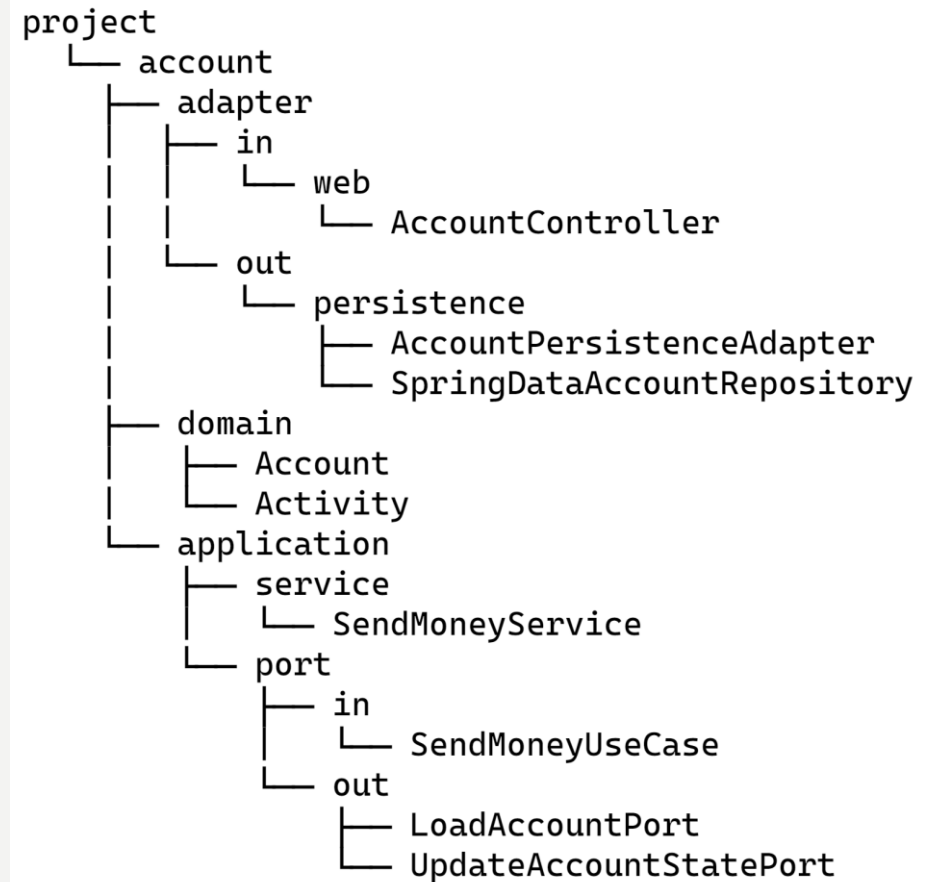 project
└── account
    ├── adapter
    │   ├── in
    │   │   └── web
    │   │       └── AccountController
    │   └── out
    │       └── persistence
    │           ├── AccountPersistenceAdapter
    │           └── SpringDataAccountRepository
    ├── domain
    │   ├── Account
    │   └── Activity
    └── application
        ├── service
        │   └── SendMoneyService
        └── port
            ├── in
            │   └── SendMoneyUseCase
            └── out
                ├── LoadAccountPort
                └── UpdateAccountStatePort